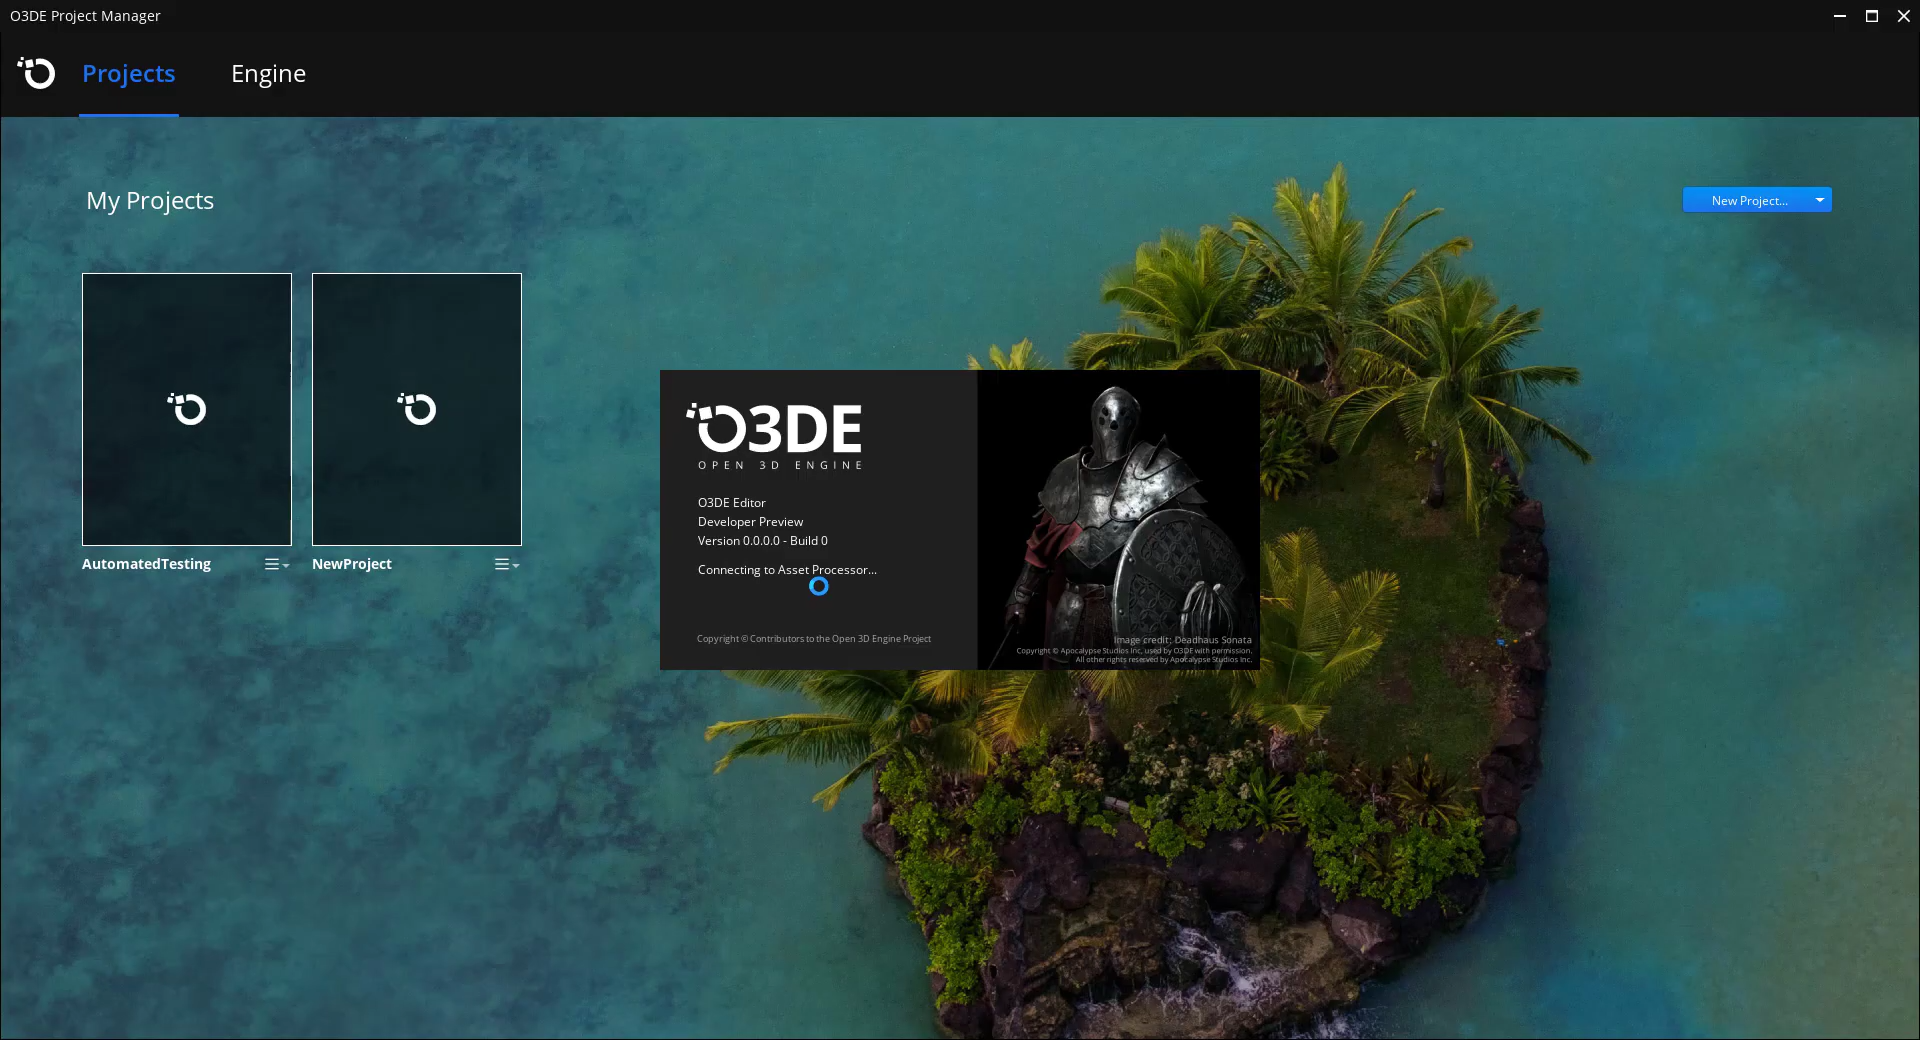 O3DE Project Manager
Projects
Engine
My Projects
New Project...
AutomatedTesting
NewProject
O3DE
OPEN 3D ENGINE
O3DE Editor
Developer Preview
Version 0.0.0.0 - Build 0
Connecting to Asset Processor...
Copyright © Contributors to the Open 3D Engine Project
Image credit: Deadhaus Sonata
Copyright © Apocalypse Studios Inc, used by O3DE with permission.
All other rights reserved by Apocalypse Studios Inc.